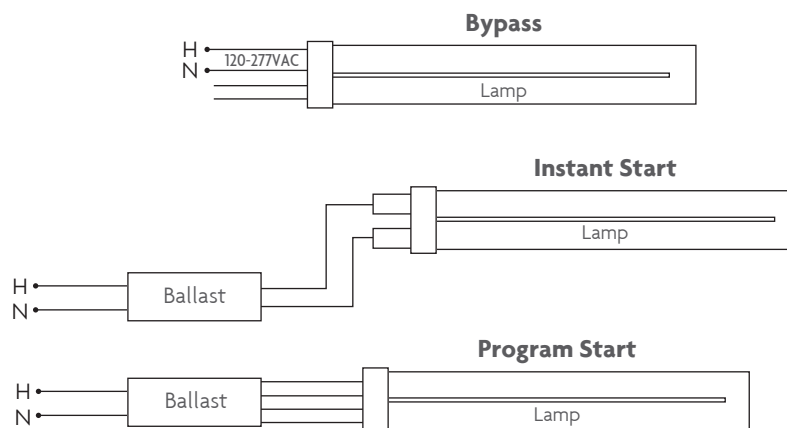 Bypass
H
120-277VAC
N
Lamp
Instant Start
Lamp
H
Ballast
N
Program Start
H
Ballast
N
Lamp